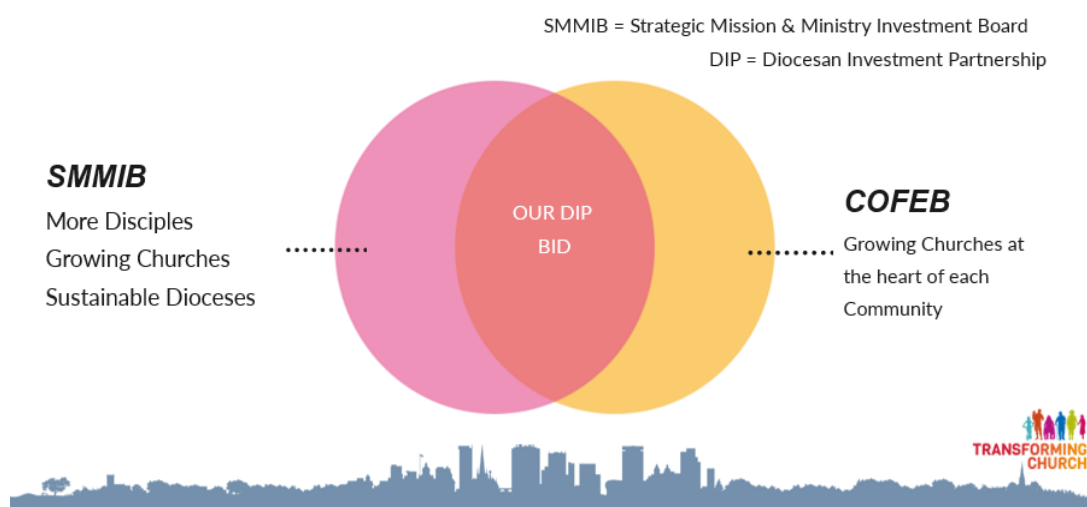 SMMIB = Strategic Mission & Ministry Investment Board
DIP = Diocesan Investment Partnership
SMMIB
More Disciples
Growing Churches
Sustainable Dioceses
OUR DIP
BID
COFEB
Growing Churches at
the heart of each
Community
TRANSFORMING
CHURCH